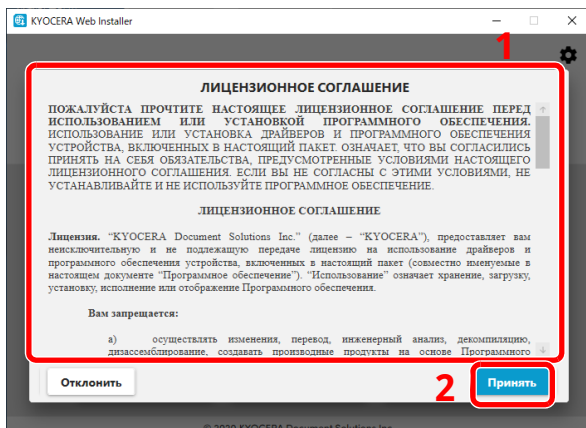 KYOCERA Web Installer
1
ЛИЦЕНЗИОННОЕ СОГЛАШЕНИЕ
ПОЖАЛУЙСТА ПРОЧТИТЕ НАСТОЯЩЕЕ ЛИЦЕНЗИОННОЕ СОГЛАШЕНИЕ ПЕРЕД
ИСПОЛЬЗОВАНИЕМ ИЛИ УСТАНОВКОЙ ПРОГРАММНОГО ОБЕСПЕЧЕНИЯ.
ИСПОЛЬЗОВАНИЕ ИЛИ УСТАНОВКА ДРАЙВЕРОВ И ПРОГРАММНОГО ОБЕСПЕЧЕНИЯ
УСТРОЙСТВА, ВКЛЮЧЕННЫХ В НАСТОЯЩИЙ ПАКЕТ. ОЗНАЧАЕТ, ЧТО ВЫ СОГЛАСИЛИСЬ
ПРИНЯТЬ НА СЕБЯ ОБЯЗАТЕЛЬСТВА, ПРЕДУСМОТРЕННЫЕ УСЛОВИЯМИ НАСТОЯЩЕГО
ЛИЦЕНЗИОННОГО СОГЛАШЕНИЯ. ЕСЛИ ВЫ НЕ СОГЛАСНЫ С ЭТИМИ УСЛОВИЯМИ, НЕ
УСТАНАВЛИВАЙТЕ И НЕ ИСПОЛЬЗУЙТЕ ПРОГРАММНОЕ ОБЕСПЕЧЕНИЕ.
ЛИЦЕНЗИОННОЕ СОГЛАШЕНИЕ
Лицензия. “KYOCERA Document Solutions Inc.” (далее – “KYOCERA”), предоставляет вам
неисключительную и не подлежащую передаче лицензию на использование драйверов и
программного обеспечения устройства, включенных в настоящий пакет (совместно именуемые в
настоящем документе “Программное обеспечение”). “Использование” означает хранение, загрузку,
установку, исполнение или отображение Программного обеспечения.
Вам запрещается:
a) осуществлять изменения, перевод, инженерный анализ, декомпиляцию,
дизассемблирование, создавать производные продукты на основе Программного
Отклонить
2
Принять
© 2020 KYOCERA Document Solutions Inc.